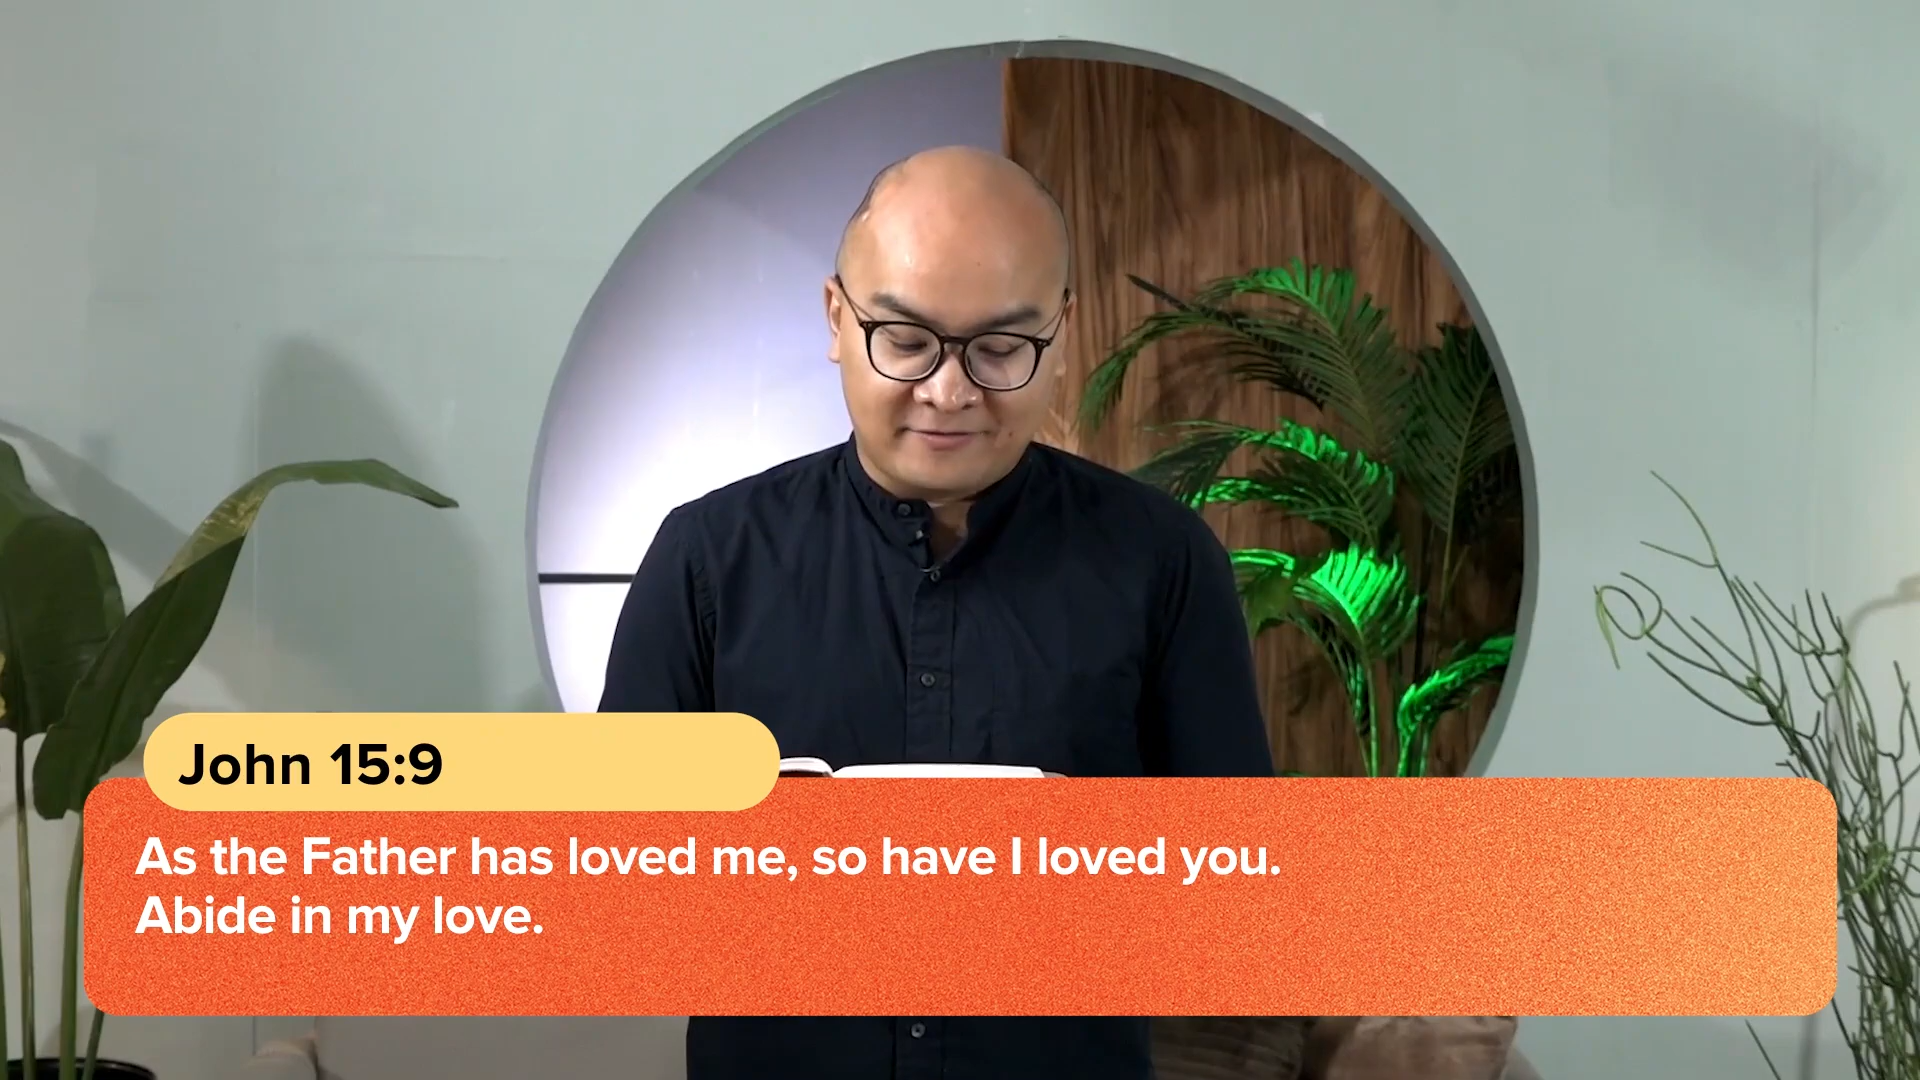 John 15:9
As the Father has loved me, so have I loved you.
Abide in my love.